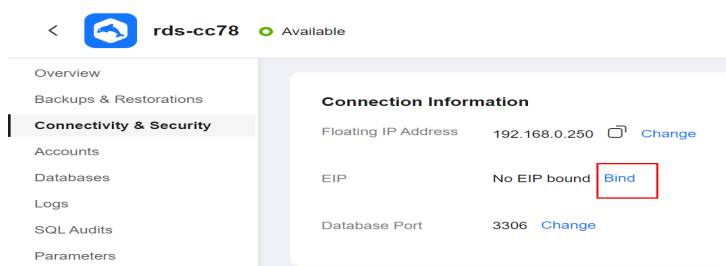 rds-cc78 Available
Overview
Backups & Restorations
Connectivity & Security
Accounts
Databases
Logs
SQL Audits
Parameters
Connection Information
Floating IP Address 192.168.0.250 Change
EIP No EIP bound Bind
Database Port 3306 Change